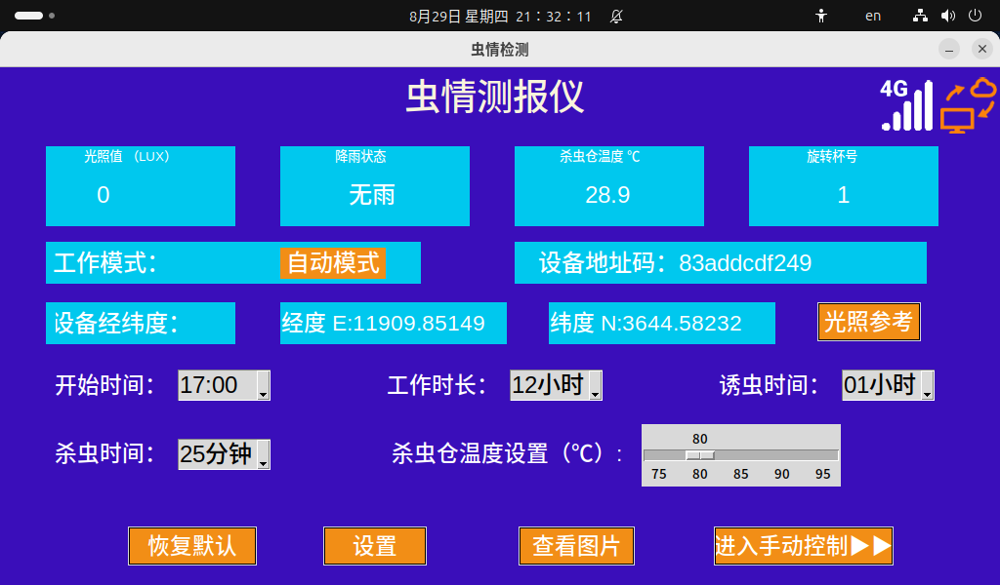 8月29日 星期四 21：32：11
en
虫情检测
虫情测报仪
4G
光照值 （LUX）
0
降雨状态
无雨
杀虫仓温度 ℃
28.9
旋转杯号
1
工作模式：
自动模式
设备地址码：83addcdf249
设备经纬度：
经度 E:11909.85149
纬度 N:3644.58232
光照参考
开始时间：
17:00
工作时长：
12小时
诱虫时间：
01小时
杀虫时间：
25分钟
杀虫仓温度设置（℃）:
80
75 80 85 90 95
恢复默认
设置
查看图片
进入手动控制▶▶